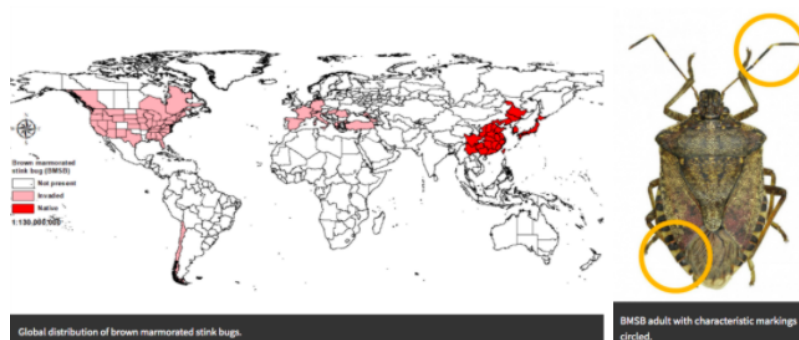 Brown marmorated
stink bug (BMSB)
Not present
Invaded
Native
Global distribution of brown marmorated stink bugs.
BMSB adult with characteristic markings
circled.